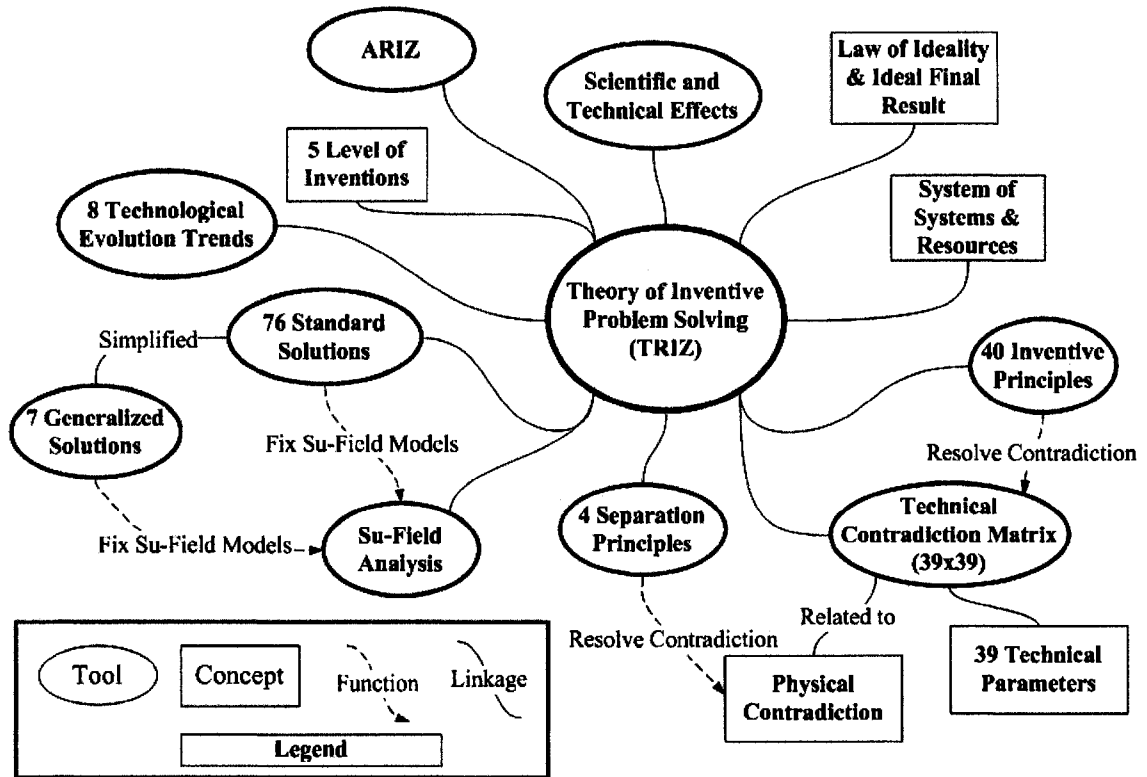 ARIZ
Scientific and
Technical Effects
Law of Ideality
& Ideal Final
Result
5 Level of
Inventions
8 Technological
Evolution Trends
System of
Systems &
Resources
Theory of Inventive
Problem Solving
(TRIZ)
Simplified
76 Standard
Solutions
40 Inventive
Principles
7 Generalized
Solutions
Fix Su-Field Models
Resolve Contradiction
Fix Su-Field Models
Su-Field
Analysis
4 Separation
Principles
Technical
Contradiction Matrix
(39x39)
Resolve Contradiction
Related to
Physical
Contradiction
39 Technical
Parameters
Tool
Concept
Function
Linkage
Legend